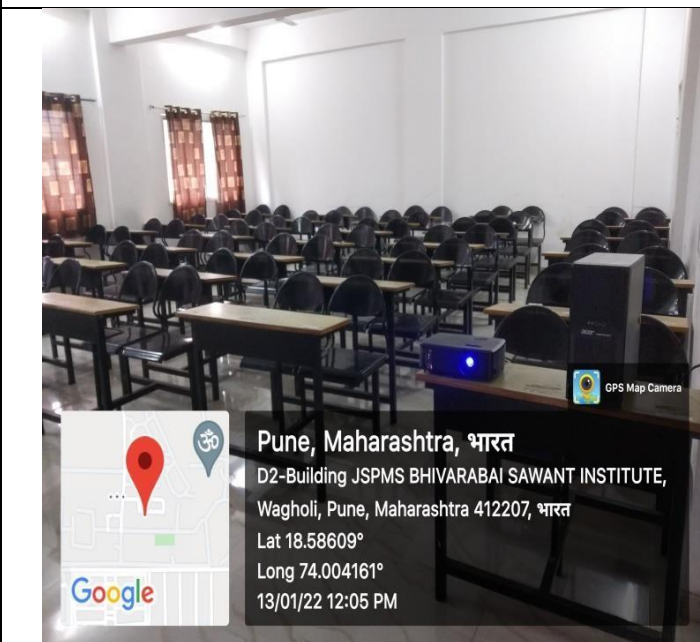 acer
GPS Map Camera
ॐ
Pune, Maharashtra, भारत
D2-Building JSPMS BHIVARABAI SAWANT INSTITUTE,
Wagholi, Pune, Maharashtra 412207, भारत
Lat 18.58609°
Long 74.004161°
Google
13/01/22 12:05 PM